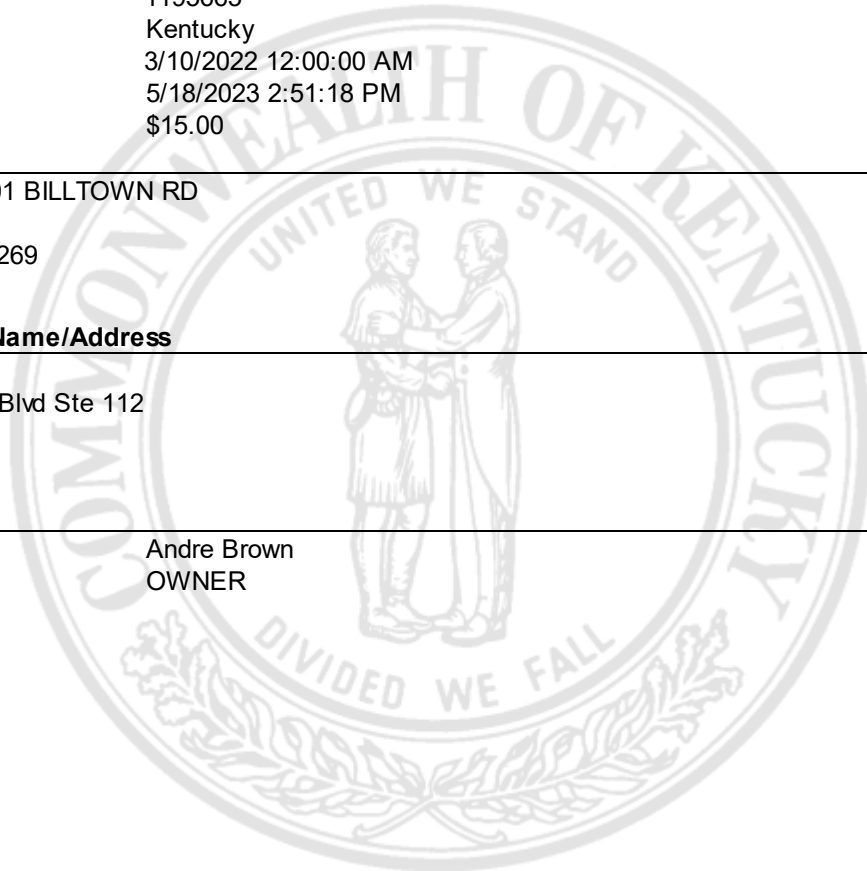 Kentucky
3/10/2022 12:00:00 AM
5/18/2023 2:51:18 PM
$15.00
01 BILLTOWN RD
269
Name/Address
Blvd Ste 112
Andre Brown
OWNER
COMMONWEALTH OF KENTUCKY
UNITED WE STAND
DIVIDED WE FALL